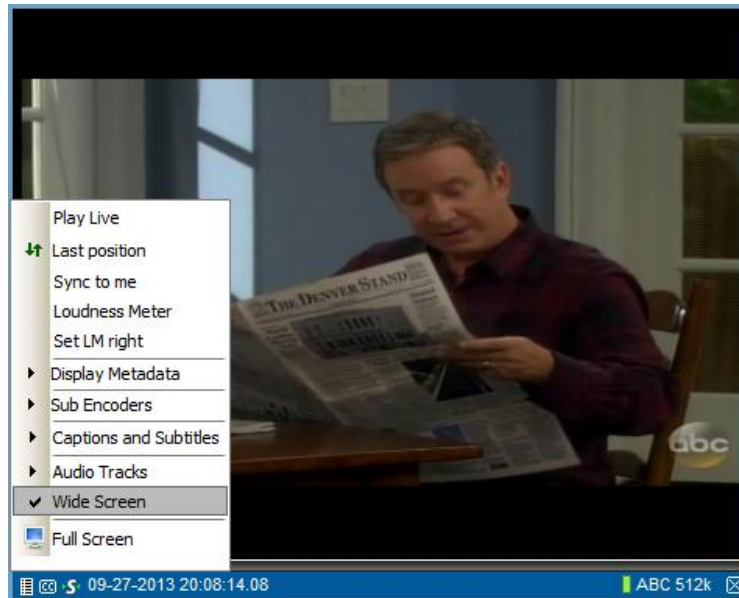 THE DENVER STAND
Play Live
Last position
Sync to me
Loudness Meter
Set LM right
Display Metadata
Sub Encoders
Captions and Subtitles
Audio Tracks
Wide Screen
Full Screen
abc
CC S 09-27-2013 20:08:14.08
ABC 512k